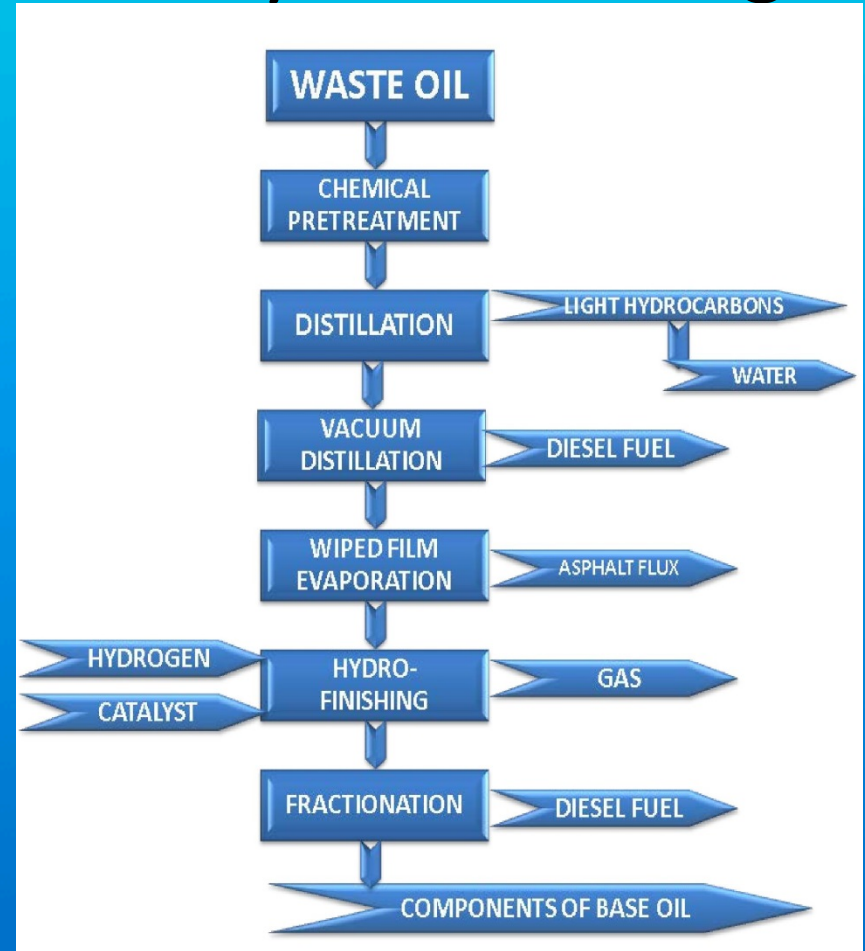 WASTE OIL
CHEMICAL
PRETREATMENT
DISTILLATION
LIGHT HYDROCARBONS
WATER
VACUUM
DISTILLATION
DIESEL FUEL
WIPED FILM
EVAPORATION
ASPHALT FLUX
HYDROGEN
CATALYST
HYDRO-
FINISHING
GAS
FRACTIONATION
DIESEL FUEL
COMPONENTS OF BASE OIL